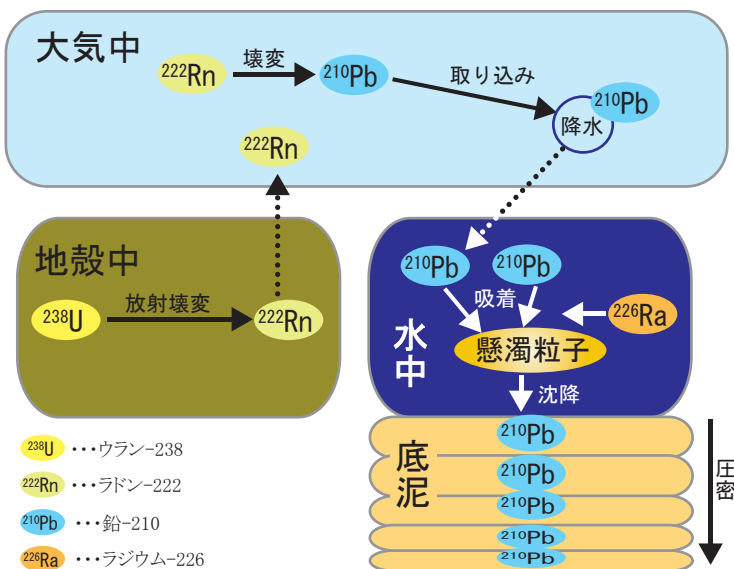 大気中
²²²Rn
壊変
²¹⁰Pb
取り込み
²¹⁰Pb
降水
²²²Rn
地殻中
²³⁸U
放射壊変
²²²Rn
水中
²¹⁰Pb
²¹⁰Pb
吸着
²²⁶Ra
懸濁粒子
沈降
底泥
²¹⁰Pb
²¹⁰Pb
²¹⁰Pb
²¹⁰Pb
²¹⁰Pb
圧密
²³⁸U ・・・ウラン-238
²²²Rn ・・・ラドン-222
²¹⁰Pb ・・・鉛-210
²²⁶Ra ・・・ラジウム-226